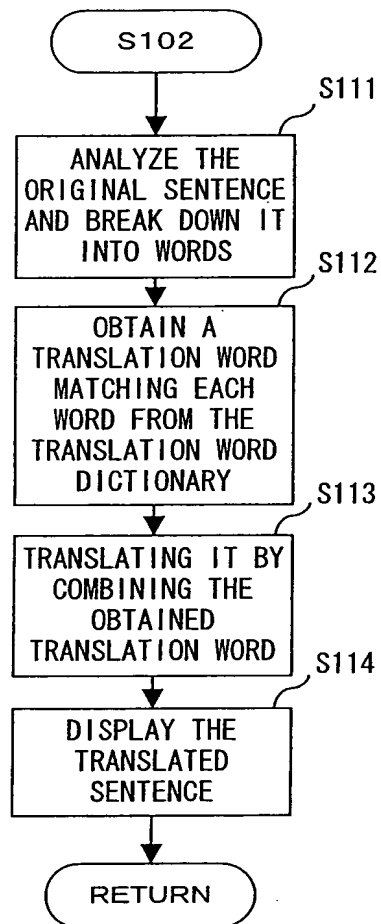 S102
S111
ANALYZE THE
ORIGINAL SENTENCE
AND BREAK DOWN IT
INTO WORDS
S112
OBTAIN A
TRANSLATION WORD
MATCHING EACH
WORD FROM THE
TRANSLATION WORD
DICTIONARY
S113
TRANSLATING IT BY
COMBINING THE
OBTAINED
TRANSLATION WORD
S114
DISPLAY THE
TRANSLATED
SENTENCE
RETURN